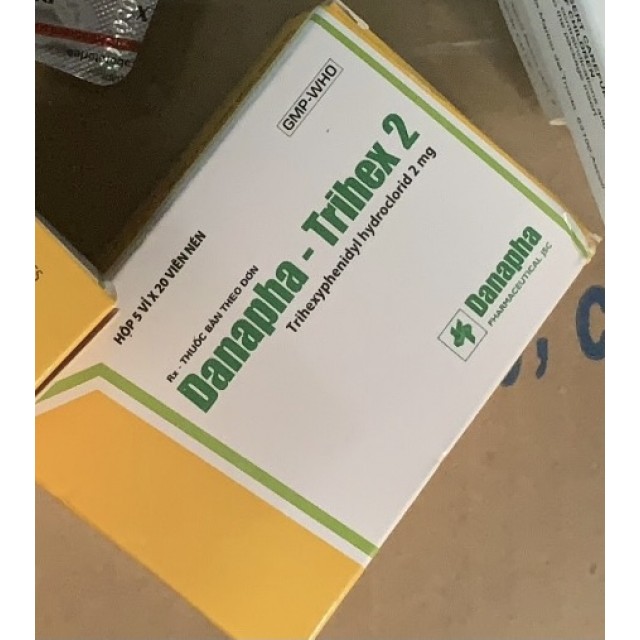 GMP-WHO
HỘP 5 VỈ X 20 VIÊN NÉN
Rx - THUỐC BÁN THEO ĐƠN
Danapha - Trihex 2
Trihexyphenidyl hydroclorid 2 mg
Danapha
PHARMACEUTICAL JSC